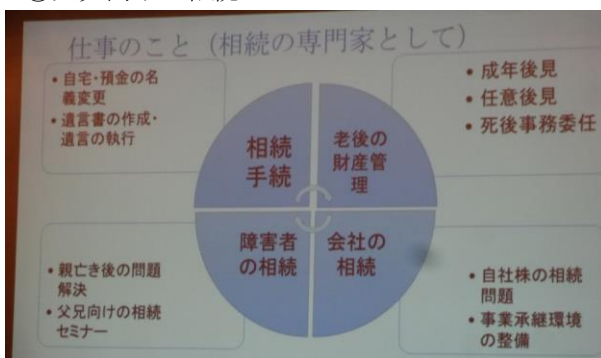 仕事のこと（相続の専門家として）
• 自宅・預金の名
義変更
• 遺言書の作成・
遺言の執行
• 成年後見
• 任意後見
• 死後事務委任
相続
手続
老後の
財産管
理
障害者
の相続
会社の
相続
• 親亡き後の問題
解決
• 父兄向けの相続
セミナー
• 自社株の相続
問題
• 事業承継環境
の整備